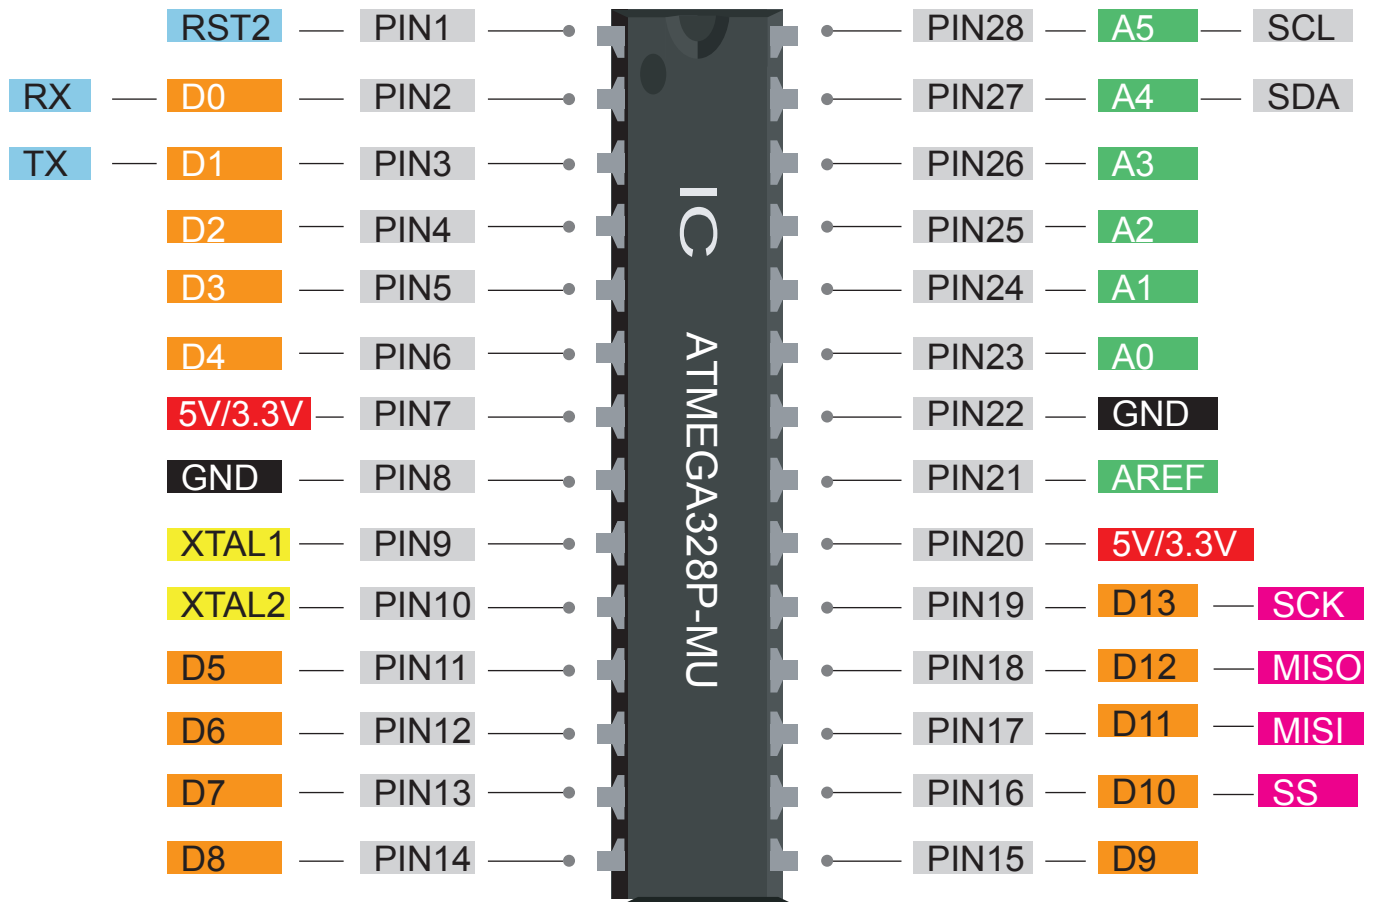 RST2 PIN1 PIN28 A5 SCL
RX D0 PIN2 PIN27 A4 SDA
TX D1 PIN3 PIN26 A3
D2 PIN4 PIN25 A2
D3 PIN5 PIN24 A1
D4 PIN6 PIN23 A0
5V/3.3V PIN7 PIN22 GND
GND PIN8 PIN21 AREF
XTAL1 PIN9 PIN20 5V/3.3V
XTAL2 PIN10 PIN19 D13 SCK
D5 PIN11 PIN18 D12 MISO
D6 PIN12 PIN17 D11 MISI
D7 PIN13 PIN16 D10 SS
D8 PIN14 PIN15 D9
IC ATMEGA328P-MU